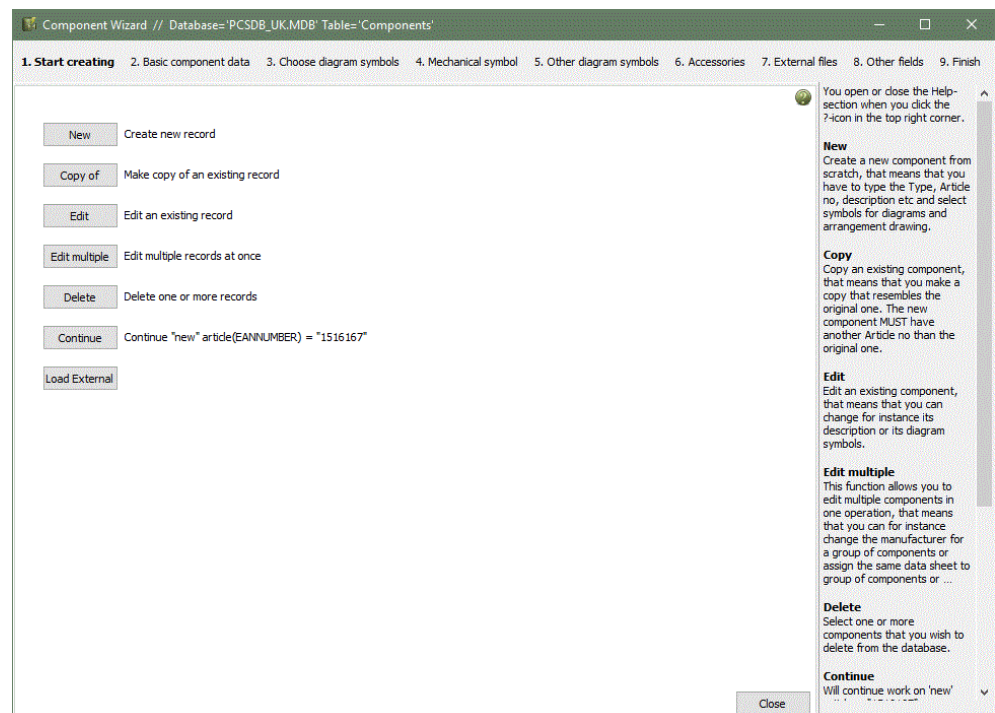 Component Wizard // Database='PCSDB_UK.MDB' Table='Components'
1. Start creating 2. Basic component data 3. Choose diagram symbols 4. Mechanical symbol 5. Other diagram symbols 6. Accessories 7. External files 8. Other fields 9. Finish
New Create new record
Copy of Make copy of an existing record
Edit Edit an existing record
Edit multiple Edit multiple records at once
Delete Delete one or more records
Continue Continue "new" article(EANNUMBER) = "1516167"
Load External
Close
?
You open or close the Help-
section when you click the
?-icon in the top right corner.
New
Create a new component from
scratch, that means that you
have to type the Type, Article
no, description etc and select
symbols for diagrams and
arrangement drawing.
Copy
Copy an existing component,
that means that you make a
copy that resembles the
original one. The new
component MUST have
another Article no than the
original one.
Edit
Edit an existing component,
that means that you can
change for instance its
description or its diagram
symbols.
Edit multiple
This function allows you to
edit multiple components in
one operation, that means
that you can for instance
change the manufacturer for
a group of components or
assign the same data sheet to
group of components or ...
Delete
Select one or more
components that you wish to
delete from the database.
Continue
Will continue work on 'new'